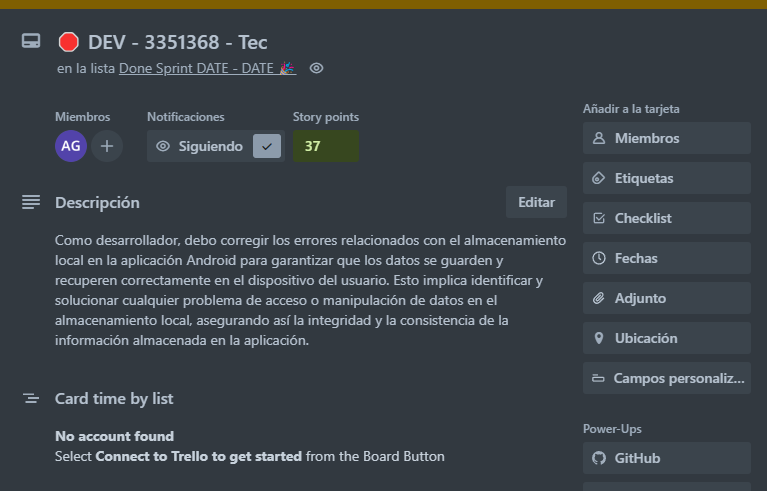 DEV - 3351368 - Tec
en la lista Done Sprint DATE - DATE 🎉
Miembros
Notificaciones
Story points
AG
Siguiendo
37
Descripción
Editar
Como desarrollador, debo corregir los errores relacionados con el almacenamiento
local en la aplicación Android para garantizar que los datos se guarden y
recuperen correctamente en el dispositivo del usuario. Esto implica identificar y
solucionar cualquier problema de acceso o manipulación de datos en el
almacenamiento local, asegurando así la integridad y la consistencia de la
información almacenada en la aplicación.
Card time by list
No account found
Select Connect to Trello to get started from the Board Button
Añadir a la tarjeta
Miembros
Etiquetas
Checklist
Fechas
Adjunto
Ubicación
Campos personaliz...
Power-Ups
GitHub